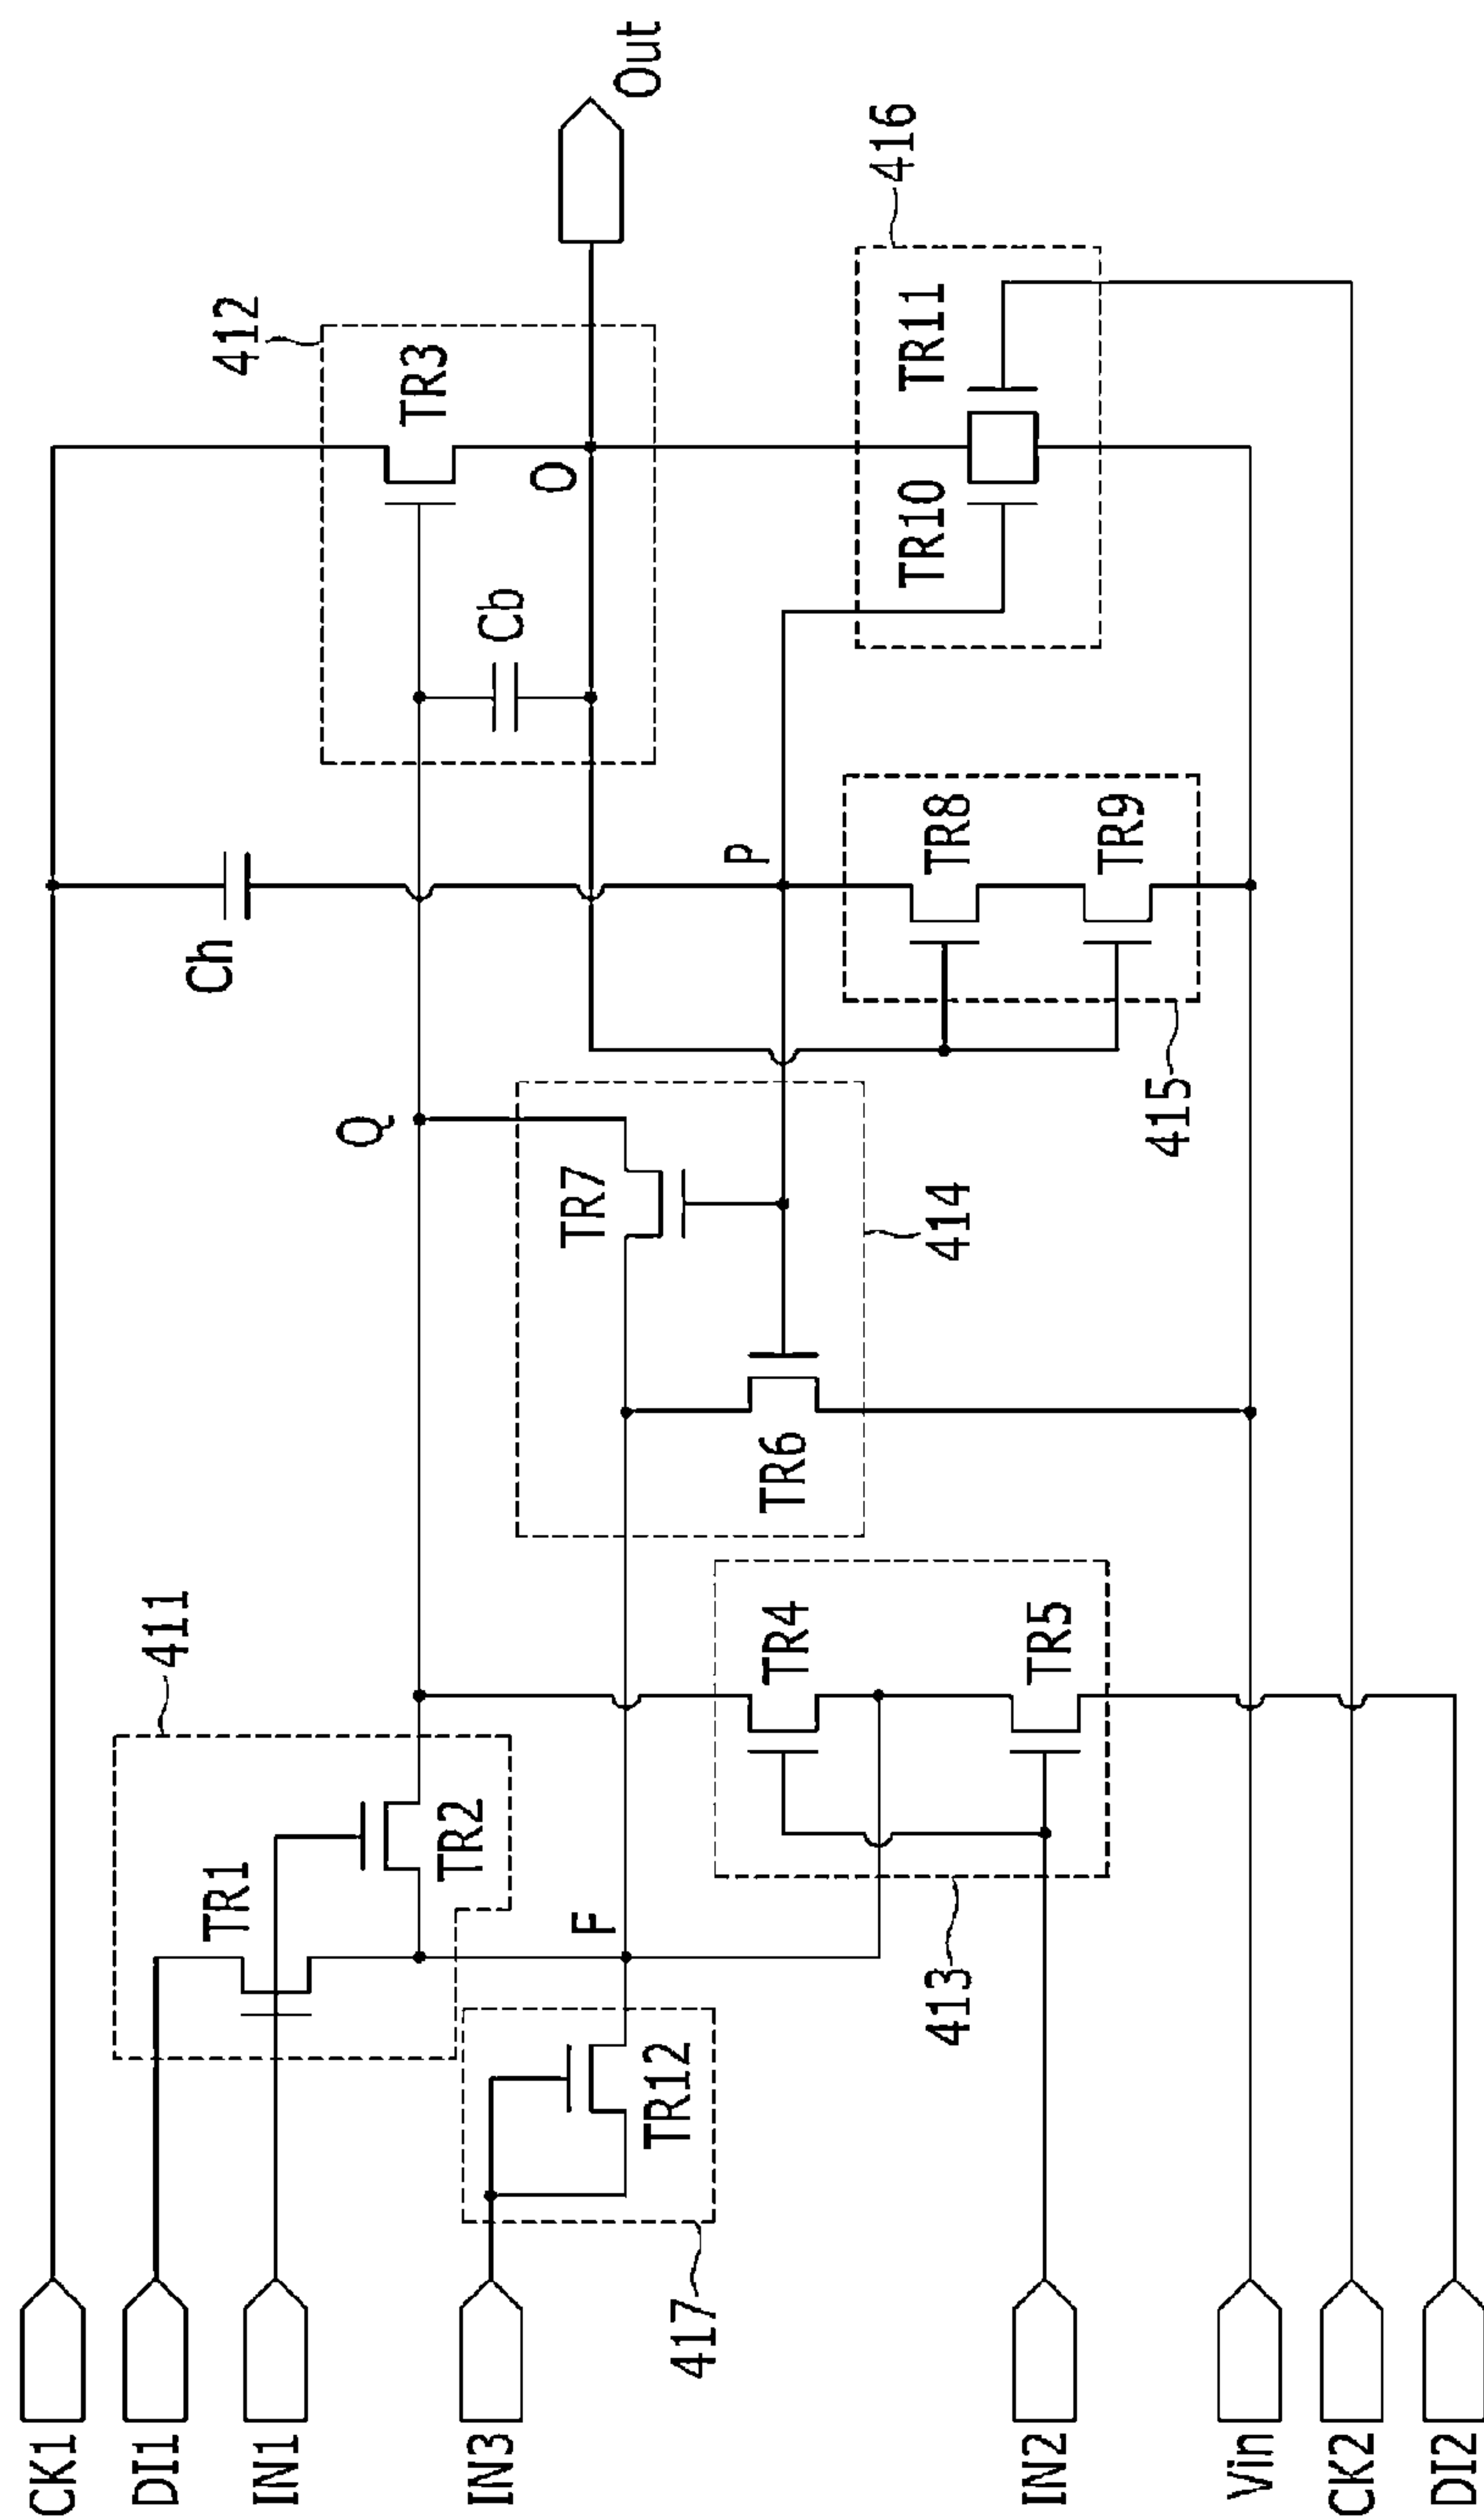 CK1
DI1
IN1
IN3
IN2
Vin
CK2
DI2
411
TR1
TR2
417
TR12
F
413
TR4
TR5
414
TR6
TR7
Q
Ch
P
415
TR8
TR9
412
TR3
Cb
O
416
TR10
TR11
Out